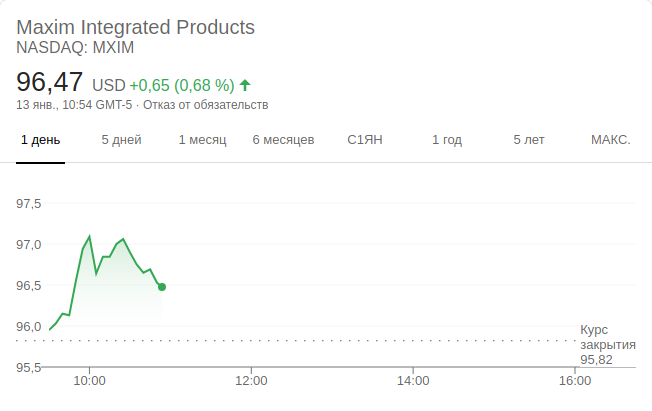 Maxim Integrated Products
NASDAQ: MXIM
96,47 USD +0,65 (0,68 %)
13 янв., 10:54 GMT-5 · Отказ от обязательств
1 день 5 дней 1 месяц 6 месяцев С1ЯН 1 год 5 лет МАКС.
97,5
97,0
96,5
96,0
Курс
закрытия
95,82
95,5
10:00 12:00 14:00 16:00